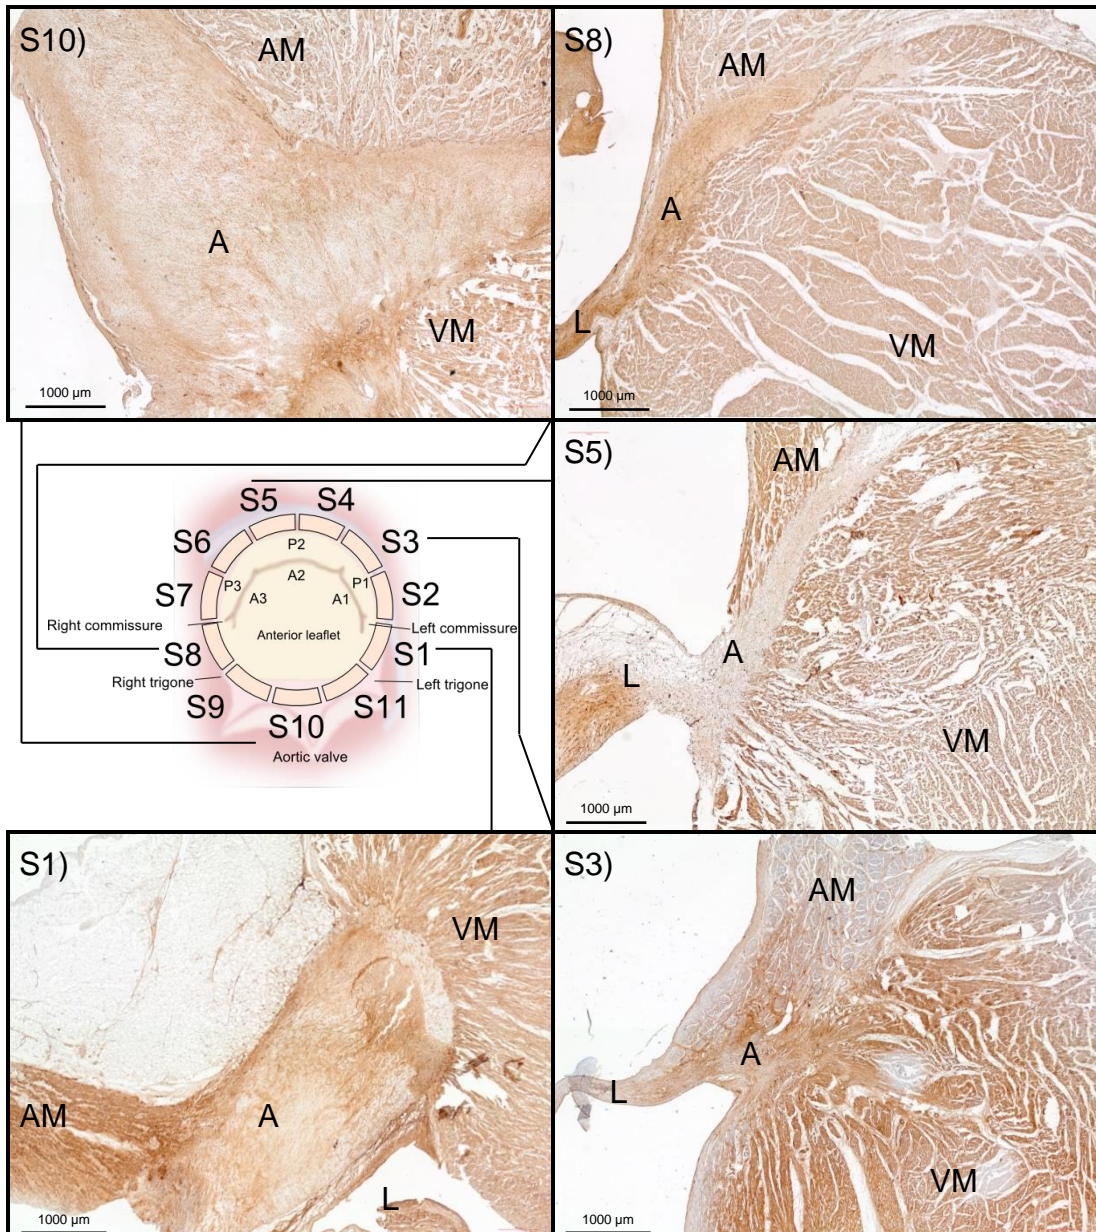 S10)
AM
A
VM
1000 µm
S8)
AM
A
L
VM
1000 µm
S5)
AM
A
L
VM
1000 µm
S5
S4
S6
S3
P2
A2
P3
P1
A3
A1
S7
S2
Right commissure
Anterior leaflet
Left commissure
S8
S1
Right trigone
Left trigone
S9
S11
S10
Aortic valve
S1)
VM
AM
A
L
1000 µm
S3)
AM
A
L
VM
1000 µm